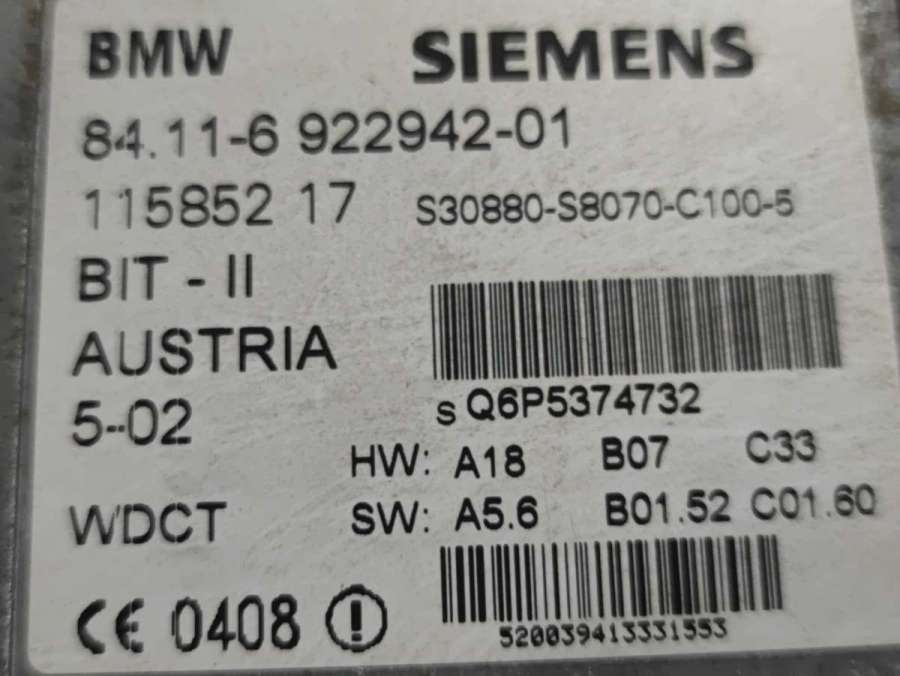 BMW SIEMENS
84.11-6 922942-01
115852 17 S30880-S8070-C100-5
BIT - II
AUSTRIA
5-02 S Q6P5374732
HW: A18 B07 C33
WDCT SW: A5.6 B01.52 C01.60
CE 0408
520039413331553